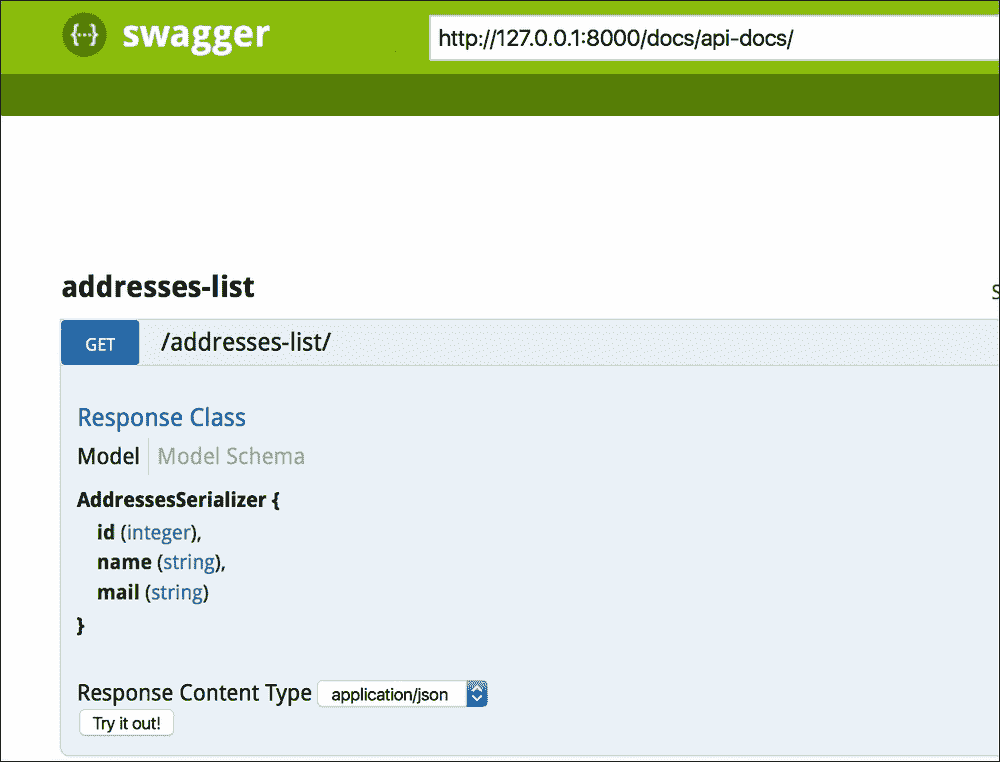 {··} swagger
http://127.0.0.1:8000/docs/api-docs/
addresses-list
GET /addresses-list/
Response Class
Model Model Schema
AddressesSerializer {
id (integer),
name (string),
mail (string)
}
Response Content Type application/json
Try it out!